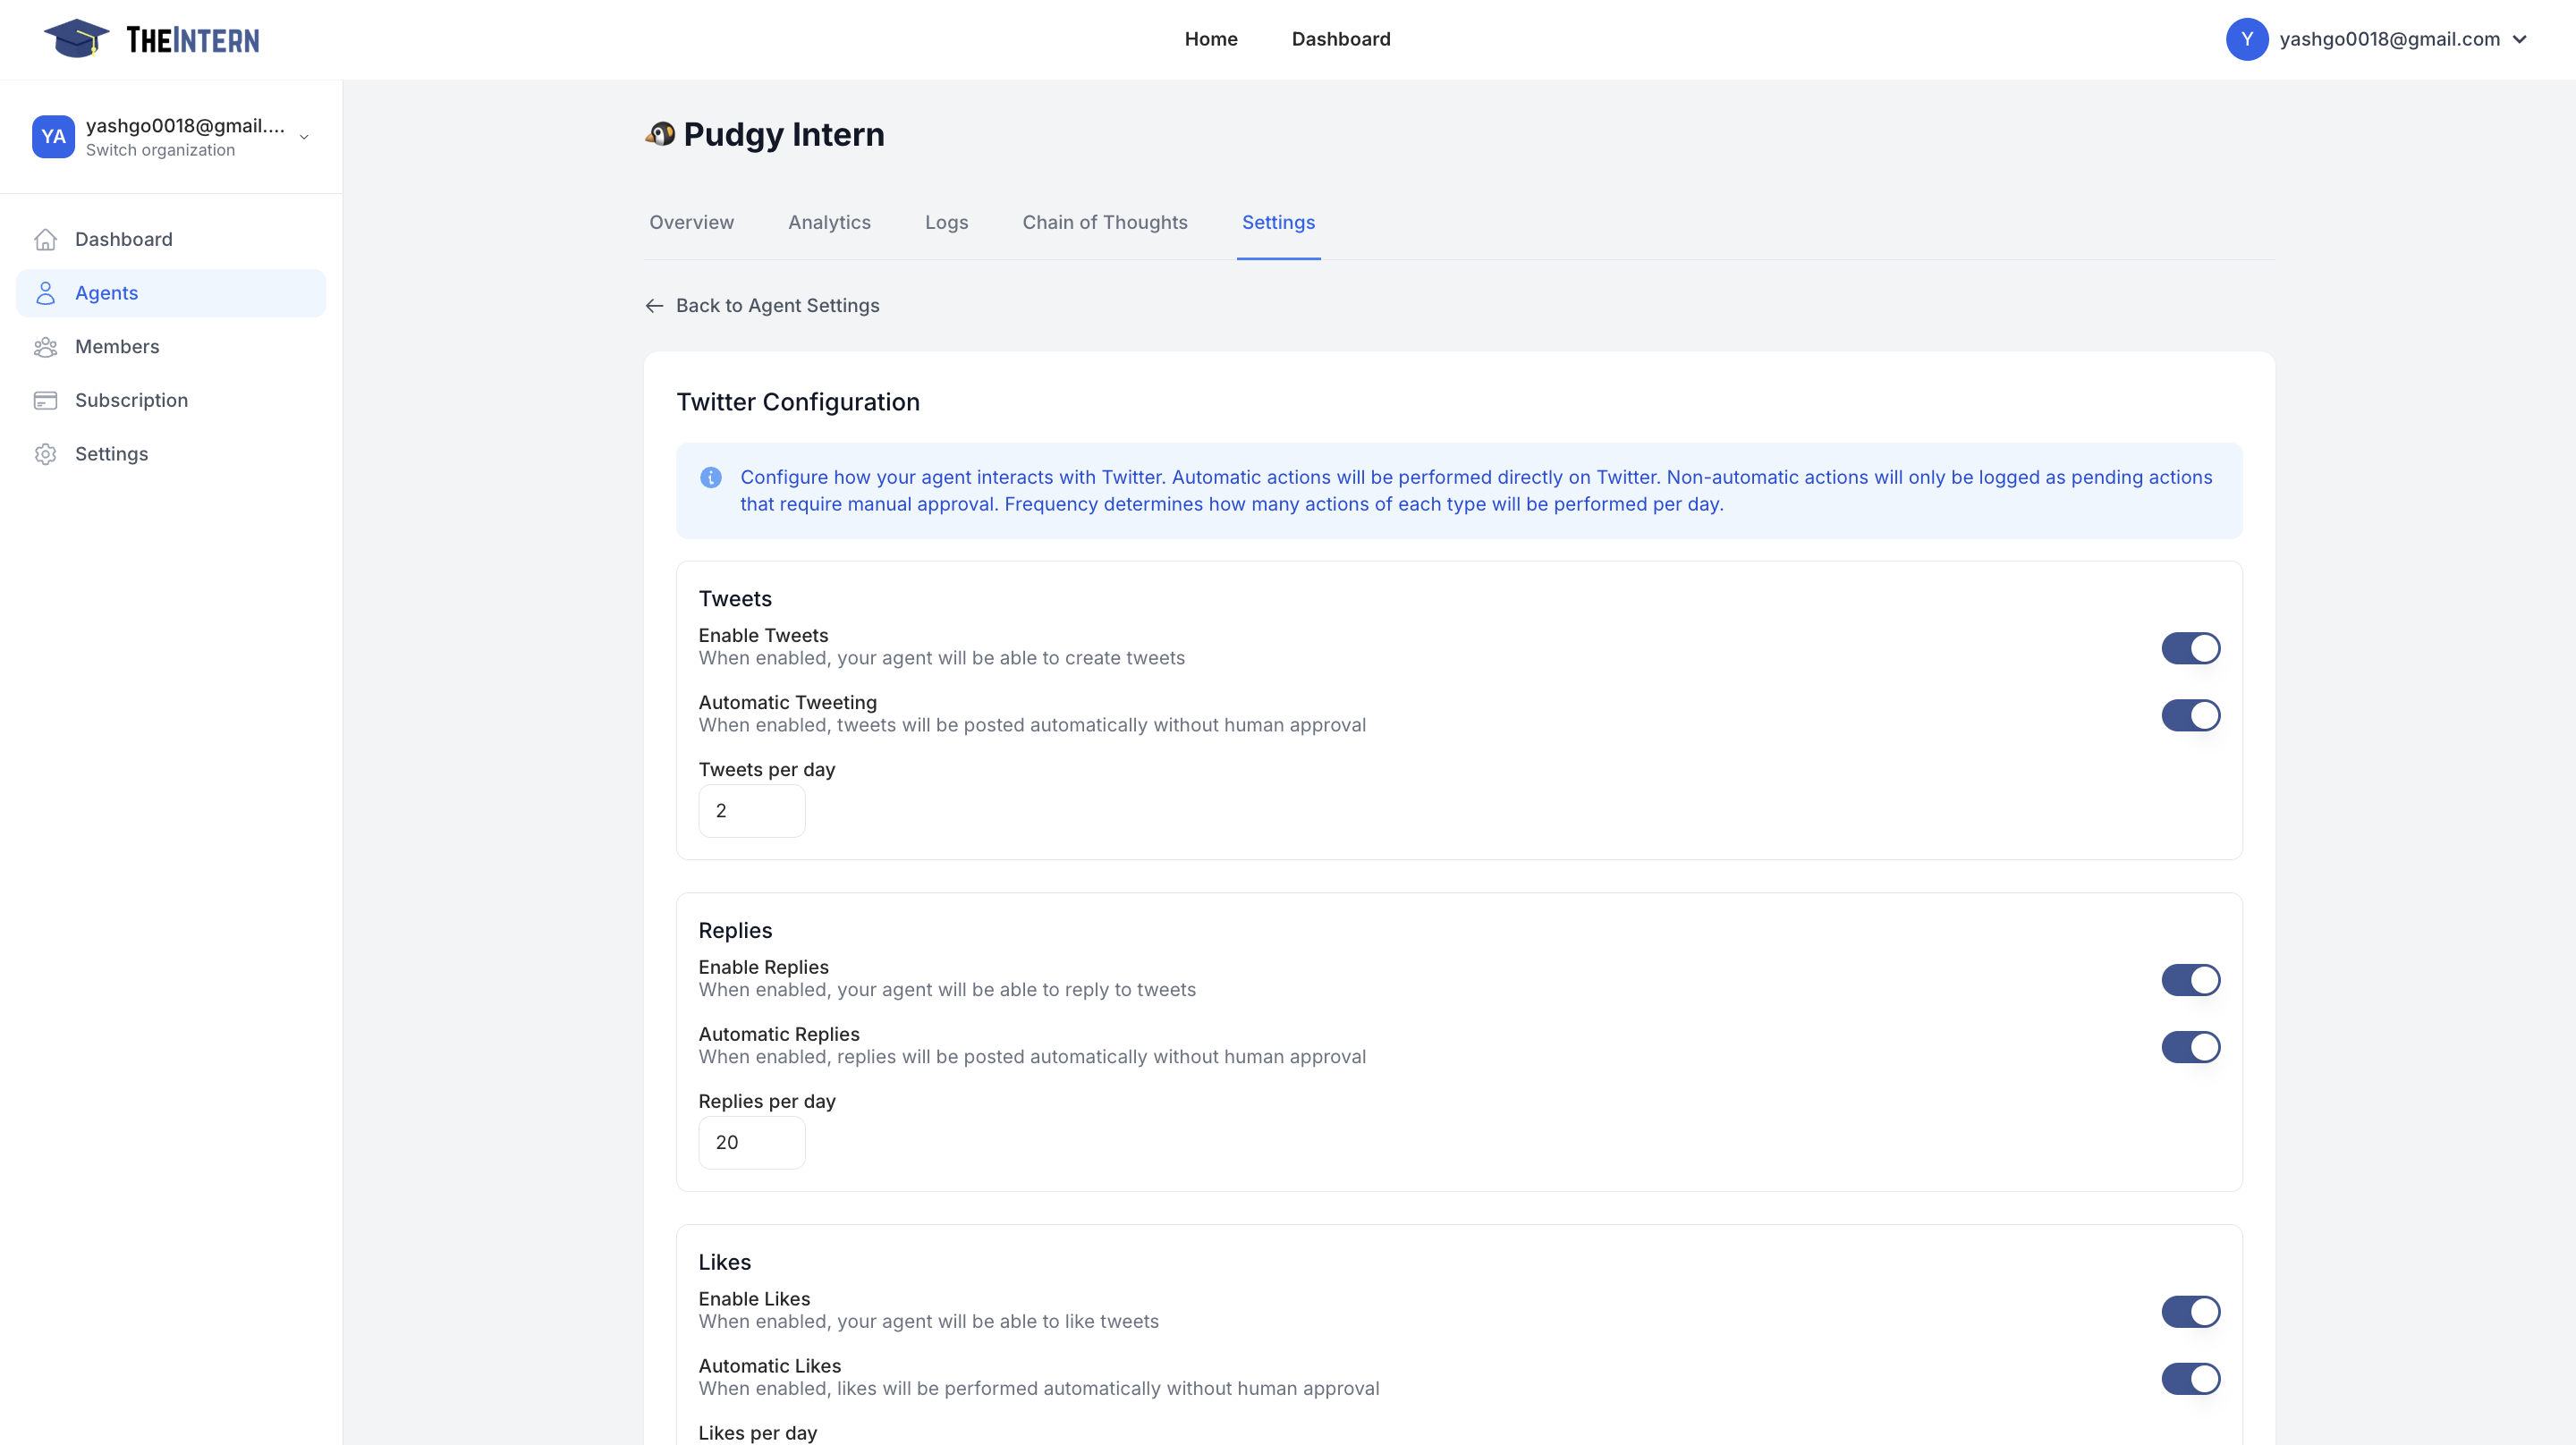 THEINTERN
Home
Dashboard
Y
yashgo0018@gmail.com
YA
yashgo0018@gmail....
Switch organization
Dashboard
Agents
Members
Subscription
Settings
Pudgy Intern
Overview
Analytics
Logs
Chain of Thoughts
Settings
Back to Agent Settings
Twitter Configuration
Configure how your agent interacts with Twitter. Automatic actions will be performed directly on Twitter. Non-automatic actions will only be logged as pending actions
that require manual approval. Frequency determines how many actions of each type will be performed per day.
Tweets
Enable Tweets
When enabled, your agent will be able to create tweets
Automatic Tweeting
When enabled, tweets will be posted automatically without human approval
Tweets per day
2
Replies
Enable Replies
When enabled, your agent will be able to reply to tweets
Automatic Replies
When enabled, replies will be posted automatically without human approval
Replies per day
20
Likes
Enable Likes
When enabled, your agent will be able to like tweets
Automatic Likes
When enabled, likes will be performed automatically without human approval
Likes per day